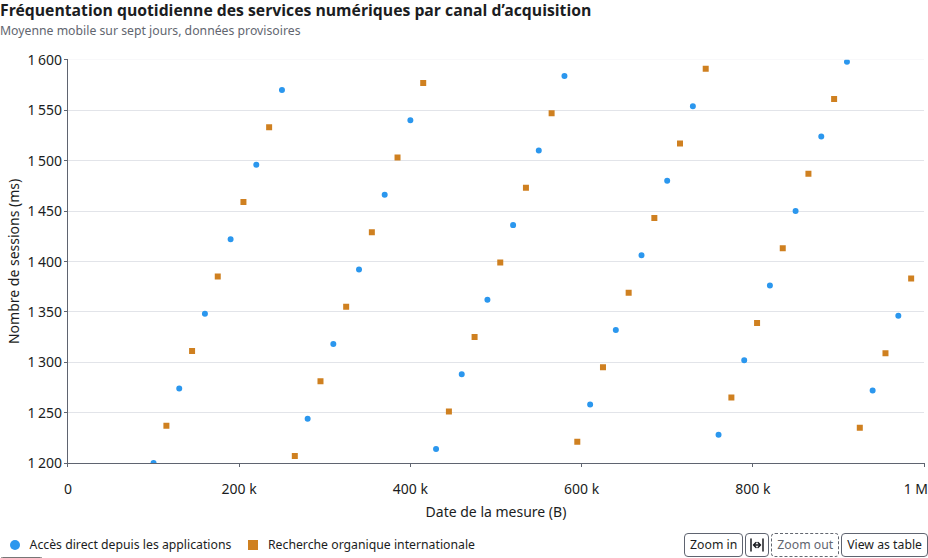 Fréquentation quotidienne des services numériques par canal d’acquisition
Moyenne mobile sur sept jours, données provisoires
1 600
1 550
1 500
1 450
1 400
1 350
1 300
1 250
1 200
Nombre de sessions (ms)
0 200 k 400 k 600 k 800 k 1 M
Date de la mesure (B)
Accès direct depuis les applications Recherche organique internationale
Zoom in Zoom out View as table